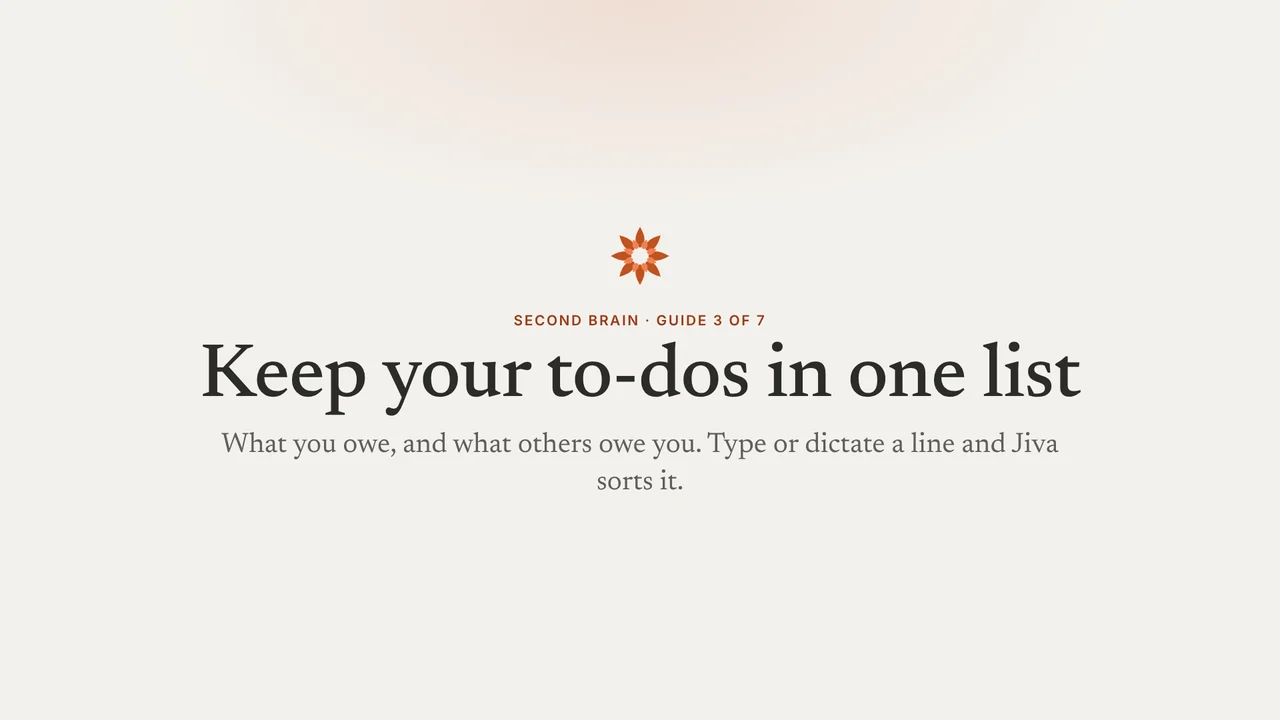 SECOND BRAIN · GUIDE 3 OF 7
Keep your to-dos in one list
What you owe, and what others owe you. Type or dictate a line and Jiva
sorts it.